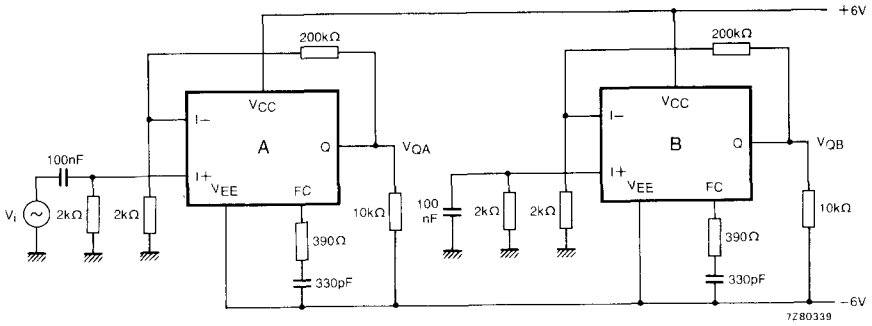 +6V
200kΩ
200kΩ
VCC
VCC
I+
A
Q
VQA
I−
B
Q
VQB
100nF
I+
VEE
FC
I+
VEE
FC
Vi
2kΩ
2kΩ
10kΩ
100
nF
2kΩ
2kΩ
10kΩ
390Ω
390Ω
330pF
330pF
−6V
7Z80339